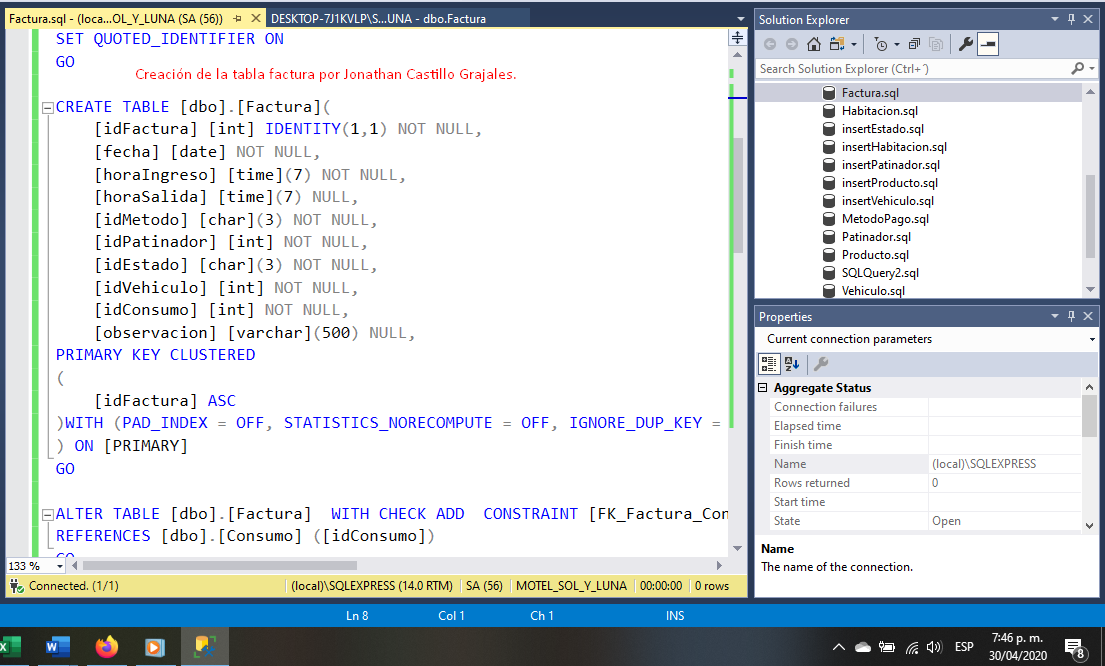 Factura.sql - (loca...OL_Y_LUNA (SA (56))
DESKTOP-7J1KVLP\S...UNA - dbo.Factura
SET QUOTED_IDENTIFIER ON
GO
Creación de la tabla factura por Jonathan Castillo Grajales.
CREATE TABLE [dbo].[Factura](
[idFactura] [int] IDENTITY(1,1) NOT NULL,
[fecha] [date] NOT NULL,
[horaIngreso] [time](7) NOT NULL,
[horaSalida] [time](7) NULL,
[idMetodo] [char](3) NOT NULL,
[idPatinador] [int] NOT NULL,
[idEstado] [char](3) NOT NULL,
[idVehiculo] [int] NOT NULL,
[idConsumo] [int] NOT NULL,
[observacion] [varchar](500) NULL,
PRIMARY KEY CLUSTERED
(
[idFactura] ASC
)WITH (PAD_INDEX = OFF, STATISTICS_NORECOMPUTE = OFF, IGNORE_DUP_KEY =
) ON [PRIMARY]
GO
ALTER TABLE [dbo].[Factura]  WITH CHECK ADD  CONSTRAINT [FK_Factura_Con
REFERENCES [dbo].[Consumo] ([idConsumo])
GO
133 %
Connected. (1/1)
(local)\SQLEXPRESS (14.0 RTM)
SA (56)
MOTEL_SOL_Y_LUNA
00:00:00
0 rows
Solution Explorer
Search Solution Explorer (Ctrl+´)
Factura.sql
Habitacion.sql
insertEstado.sql
insertHabitacion.sql
insertPatinador.sql
insertProducto.sql
insertVehiculo.sql
MetodoPago.sql
Patinador.sql
Producto.sql
SQLQuery2.sql
Vehiculo.sql
Properties
Current connection parameters
Aggregate Status
Connection failures
Elapsed time
Finish time
Name (local)\SQLEXPRESS
Rows returned 0
Start time
State Open
Name
The name of the connection.
Ln 8
Col 1
Ch 1
INS
ESP
7:46 p. m.
30/04/2020
8